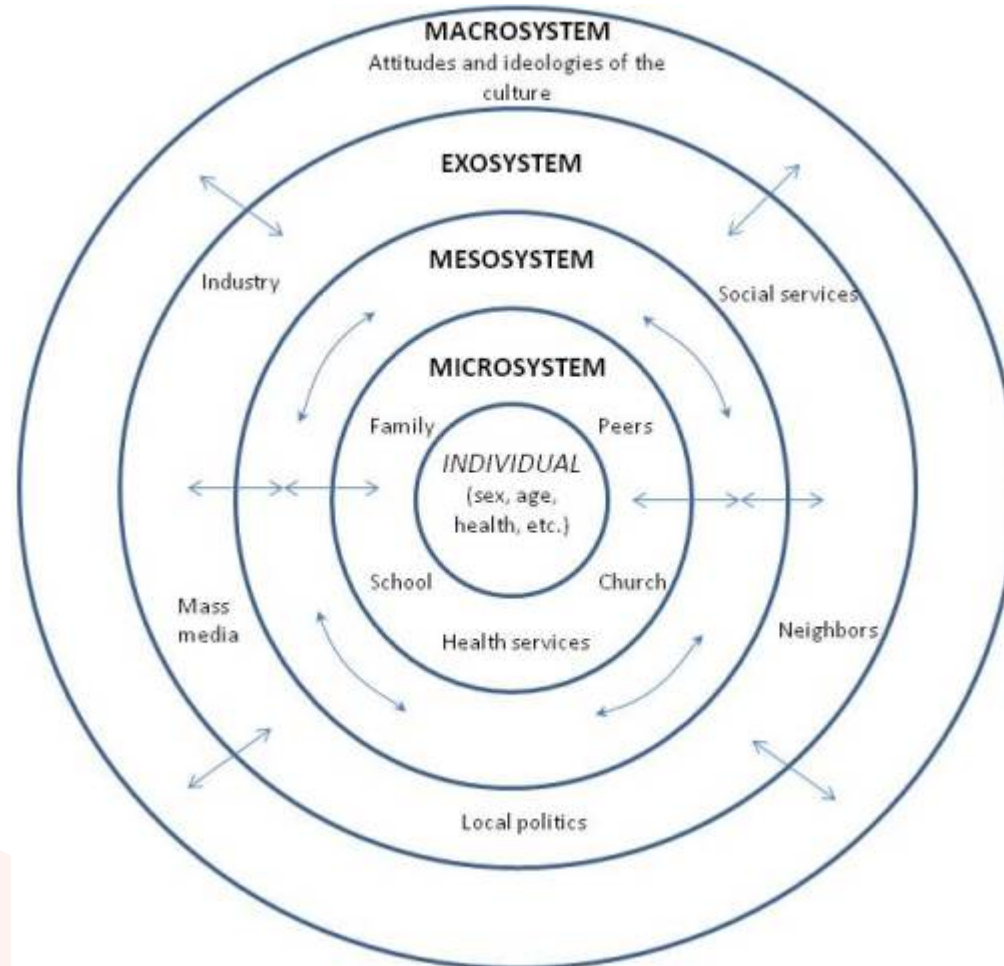 MACROSYSTEM
Attitudes and ideologies of the
culture
EXOSYSTEM
MESOSYSTEM
Industry
Social services
MICROSYSTEM
Family
Peers
INDIVIDUAL
(sex, age,
health, etc.)
School
Church
Mass
media
Neighbors
Health services
Local politics